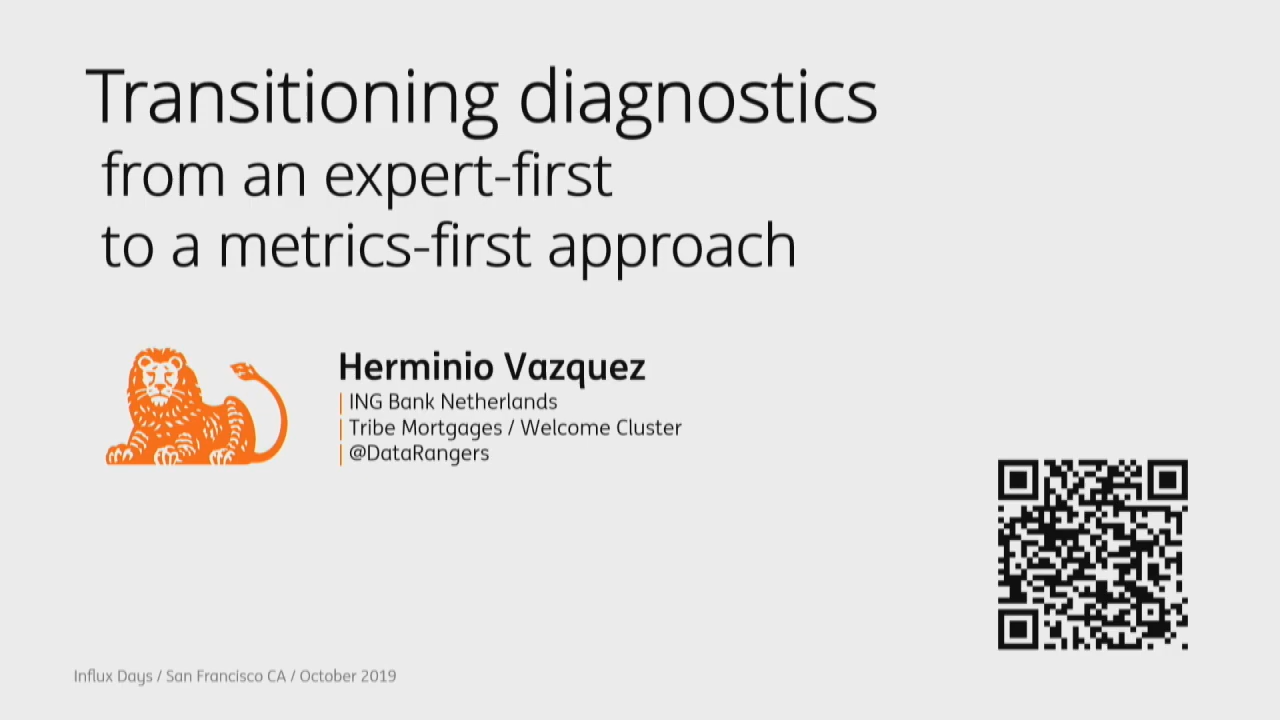 Transitioning diagnostics
from an expert-first
to a metrics-first approach
Herminio Vazquez
| ING Bank Netherlands
| Tribe Mortgages / Welcome Cluster
| @DataRangers
Influx Days / San Francisco CA / October 2019